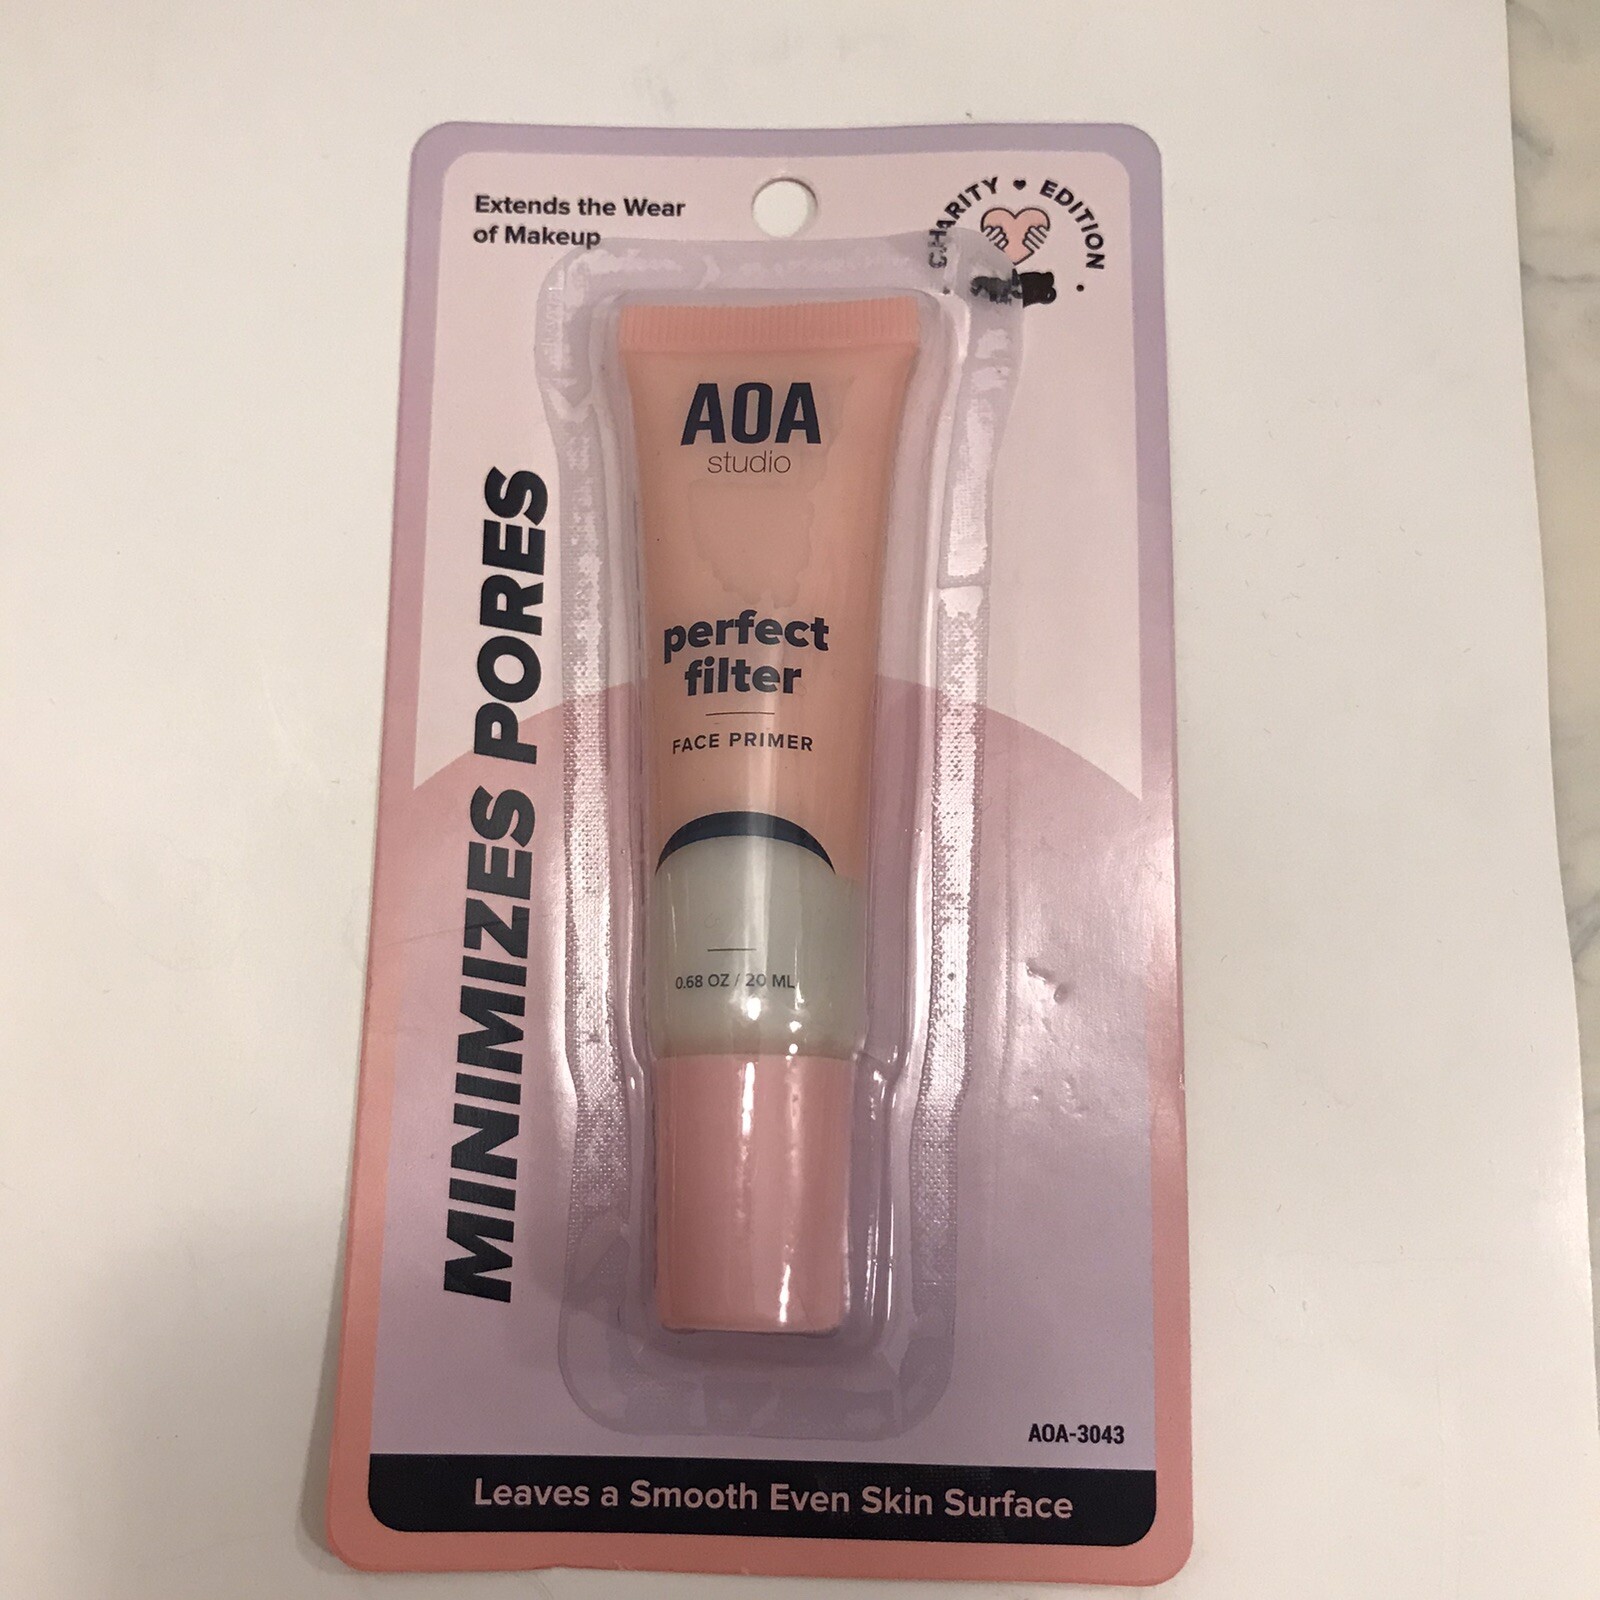 Extends the Wear
of Makeup
CHARITY ♥ EDITION
AOA
studio
perfect
filter
FACE PRIMER
0.68 OZ / 20 ML
MINIMIZES PORES
AOA-3043
Leaves a Smooth Even Skin Surface